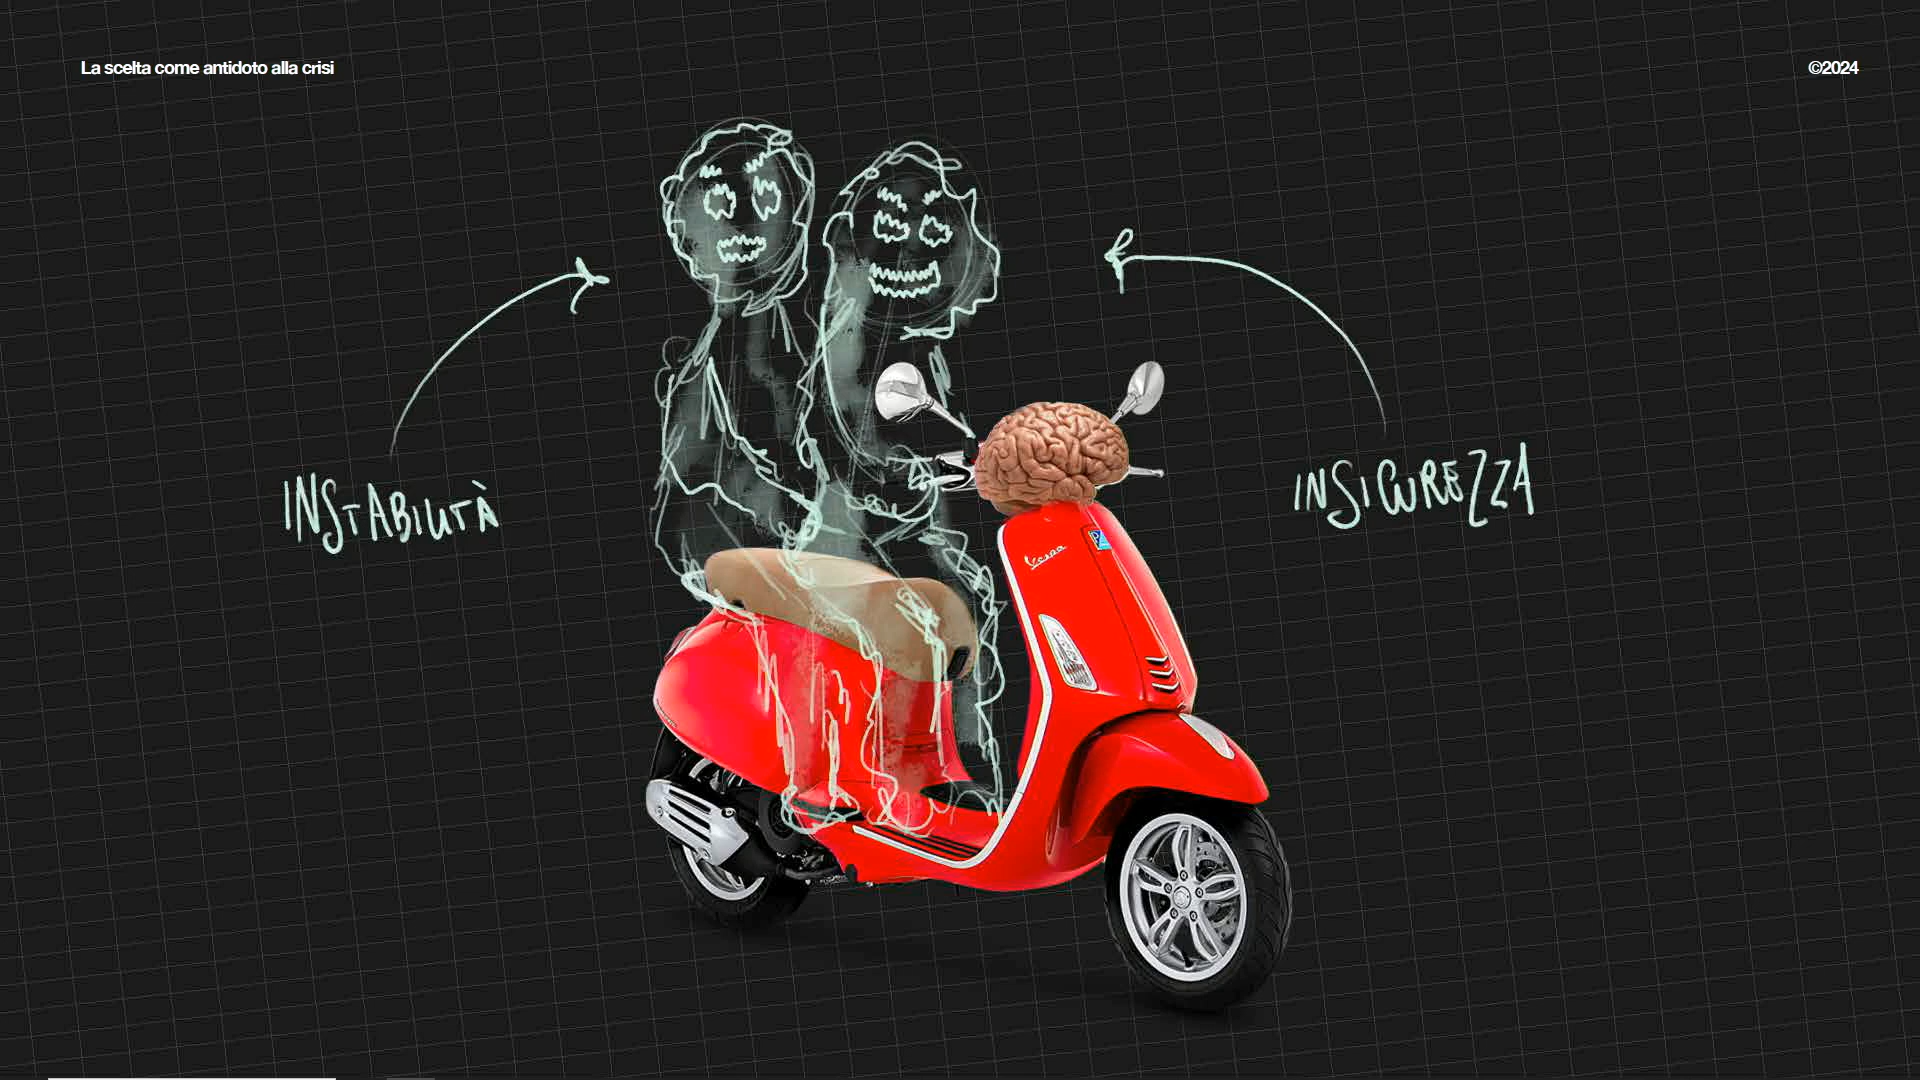 La scelta come antidoto alla crisi
©2024
INSTABILITÀ
INSICUREZZA
Vespa